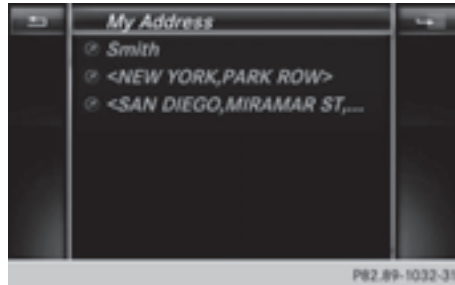 My Address
Smith
<NEW YORK,PARK ROW>
<SAN DIEGO,MIRAMAR ST,...
P82.89-1032-31